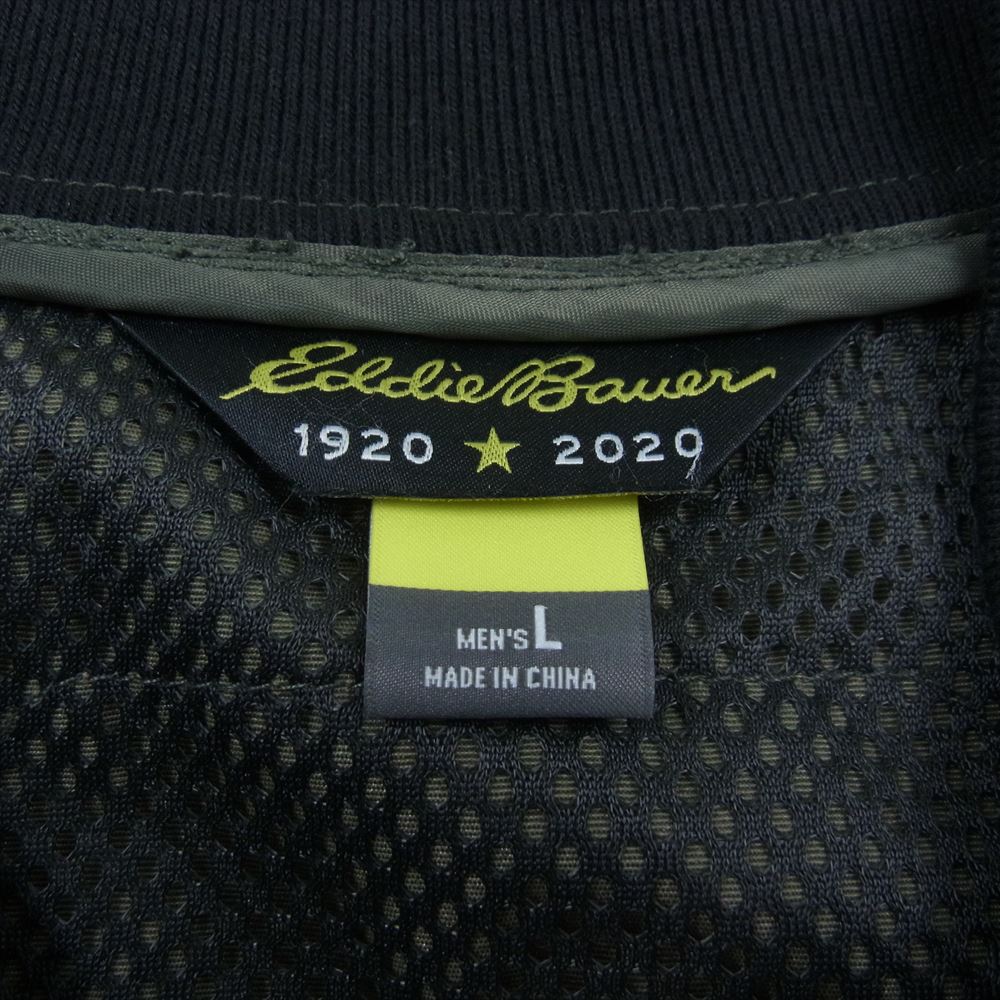 Eddie Bauer
1920 ★ 2020
MEN'S L
MADE IN CHINA